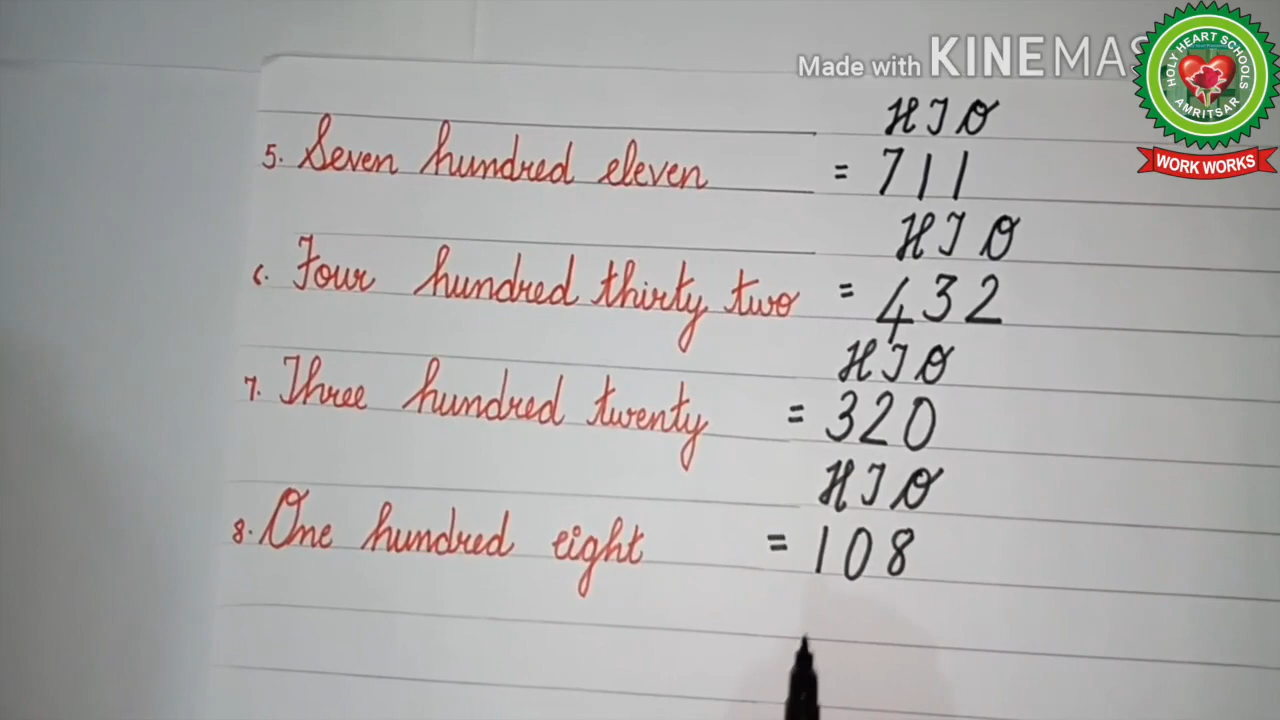 Made with KINEMAS
HOLY HEART SCHOOLS
AMRITSAR
WORK WORKS
H T O
5. Seven hundred eleven = 711
H T O
6. Four hundred thirty two = 432
H T O
7. Three hundred twenty = 320
H T O
8. One hundred eight = 108